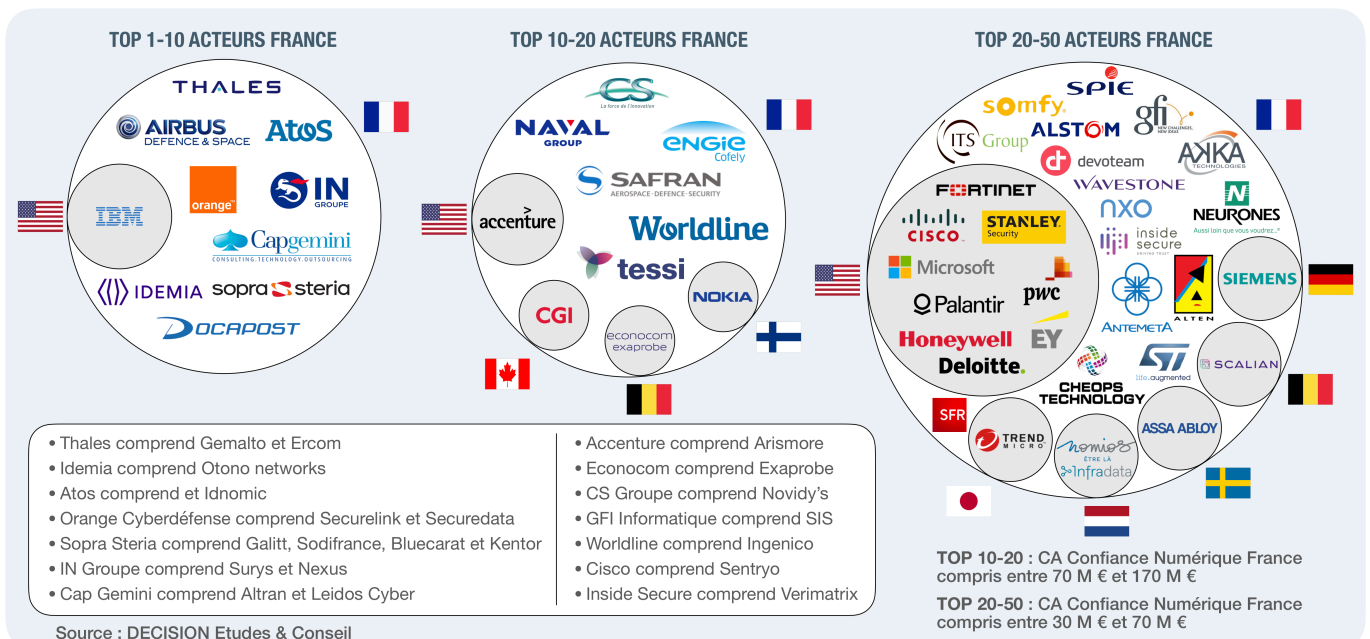 TOP 1-10 ACTEURS FRANCE
THALES
AIRBUS
DEFENCE & SPACE
Atos
IBM
orange™
IN
GROUPE
Capgemini
CONSULTING.TECHNOLOGY.OUTSOURCING
IDEMIA
sopra steria
DOCAPOST
TOP 10-20 ACTEURS FRANCE
CS
La force de l'innovation
NAVAL
GROUP
ENGIE
Cofely
SAFRAN
AEROSPACE · DEFENCE · SECURITY
>
accenture
Worldline
tessi
NOKIA
CGI
econocom
exaprobe
TOP 20-50 ACTEURS FRANCE
SPIE
somfy®
gfi
NEW CHALLENGES,
NEW IDEAS
ITS Group
ALSTOM
devoteam
AKKA
TECHNOLOGIES
FORTINET
WAVESTONE
N
NEURONES
Aussi loin que vous voudrez...®
nxo
CISCO
STANLEY
Security
inside
secure
DRIVING TRUST
Microsoft
pwc
SIEMENS
Palantir
ALTEN
ANTEMETA
Honeywell
EY
Deloitte.
ST
life.augmented
SCALIAN
CHEOPS
TECHNOLOGY
SFR
TREND
MICRO
nomios
ÊTRE LÀ
infradata
ASSA ABLOY
• Thales comprend Gemalto et Ercom
• Idemia comprend Otono networks
• Atos comprend et Idnomic
• Orange Cyberdéfense comprend Securelink et Securedata
• Sopra Steria comprend Galitt, Sodifrance, Bluecarat et Kentor
• IN Groupe comprend Surys et Nexus
• Cap Gemini comprend Altran et Leidos Cyber
• Accenture comprend Arismore
• Econocom comprend Exaprobe
• CS Groupe comprend Novidy's
• GFI Informatique comprend SIS
• Worldline comprend Ingenico
• Cisco comprend Sentryo
• Inside Secure comprend Verimatrix
TOP 10-20 : CA Confiance Numérique France
compris entre 70 M € et 170 M €
TOP 20-50 : CA Confiance Numérique France
compris entre 30 M € et 70 M €
Source : DECISION Etudes & Conseil